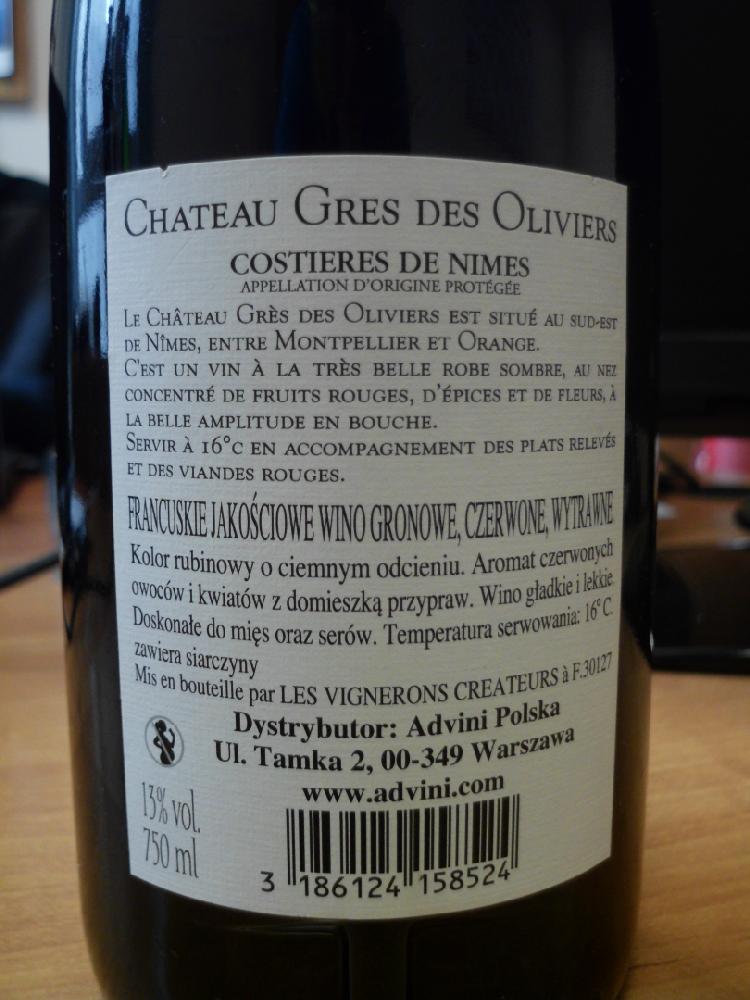 CHATEAU GRES DES OLIVIERS
COSTIERES DE NIMES
APPELLATION D'ORIGINE PROTÉGÉE
LE CHÂTEAU GRÈS DES OLIVIERS EST SITUÉ AU SUD-EST
DE NÎMES, ENTRE MONTPELLIER ET ORANGE.
C'EST UN VIN À LA TRÈS BELLE ROBE SOMBRE, AU NEZ
CONCENTRÉ DE FRUITS ROUGES, D'ÉPICES ET DE FLEURS, À
LA BELLE AMPLITUDE EN BOUCHE.
SERVIR À 16°C EN ACCOMPAGNEMENT DES PLATS RELEVÉS
ET DES VIANDES ROUGES.
FRANCUSKIE JAKOŚCIOWE WINO GRONOWE, CZERWONE, WYTRAWNE
Kolor rubinowy o ciemnym odcieniu. Aromat czerwonych
owoców i kwiatów z domieszką przypraw. Wino gładkie i lekkie.
Doskonałe do mięs oraz serów. Temperatura serwowania: 16°C.
zawiera siarczyny
Mis en bouteille par LES VIGNERONS CREATEURS à F.30127
Dystrybutor: Advini Polska
Ul. Tamka 2, 00-349 Warszawa
www.advini.com
13% vol.
750 ml
3 186124 158524